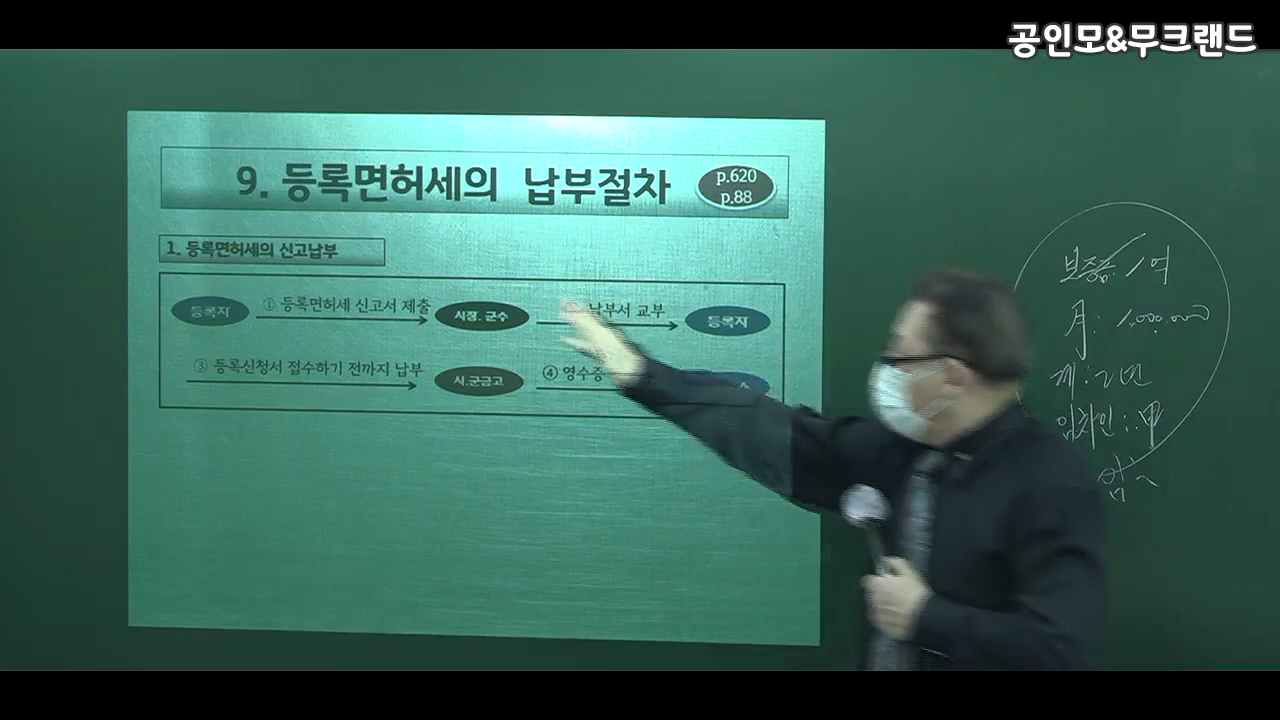 공인모&무크랜드
9. 등록면허세의 납부절차
p.620
p.88
1. 등록면허세의 신고납부
등록자 ① 등록면허세 신고서 제출 시장. 군수 납부서 교부 등록자
③ 등록신청서 접수하기 전까지 납부 시.군금고 ④ 영수증
보증금 1억
月: 1,000,000
계: 2년
임차인: 甲